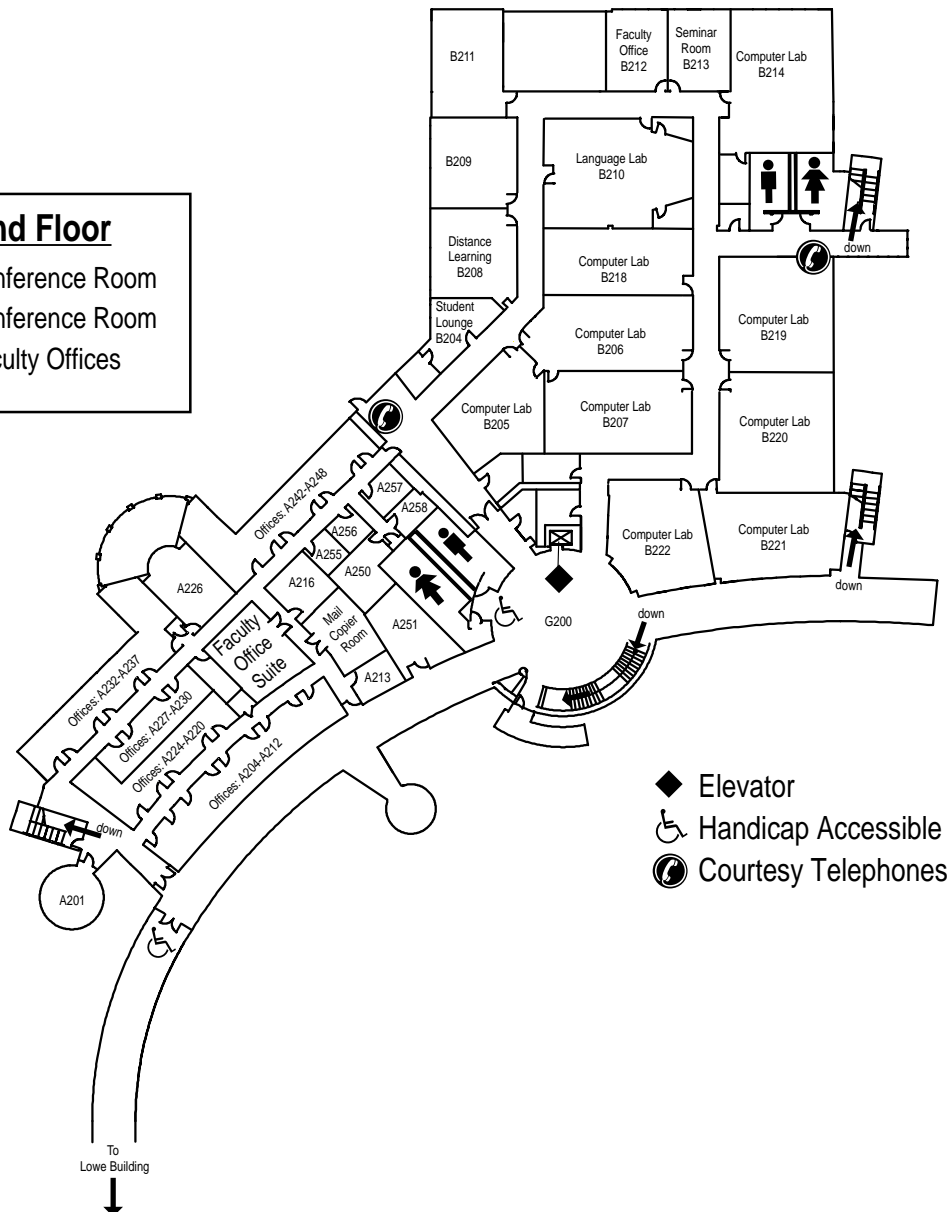 B211
Faculty
Office
B212
Seminar
Room
B213
Computer Lab
B214
B209
Language Lab
B210
nd Floor
nference Room
nference Room
culty Offices
Distance
Learning
B208
Computer Lab
B218
down
Student
Lounge
B204
Computer Lab
B206
Computer Lab
B219
Computer Lab
B205
Computer Lab
B207
Computer Lab
B220
Offices: A242-A248
A257
A258
A256
A255
A250
A216
A226
Computer Lab
B222
Computer Lab
B221
down
Mail
Copier
Room
A251
G200
down
Faculty
Office
Suite
A213
Offices: A232-A237
Offices: A227-A230
Offices: A224-A220
Offices: A204-A212
down
A201
Elevator
Handicap Accessible
Courtesy Telephones
To
Lowe Building